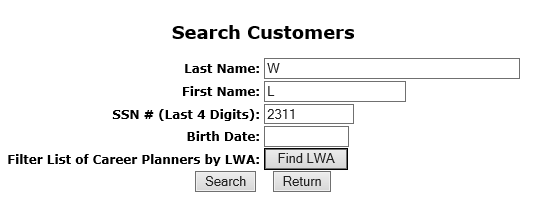 Search Customers
Last Name: W
First Name: L
SSN # (Last 4 Digits): 2311
Birth Date:
Filter List of Career Planners by LWA: Find LWA
Search Return